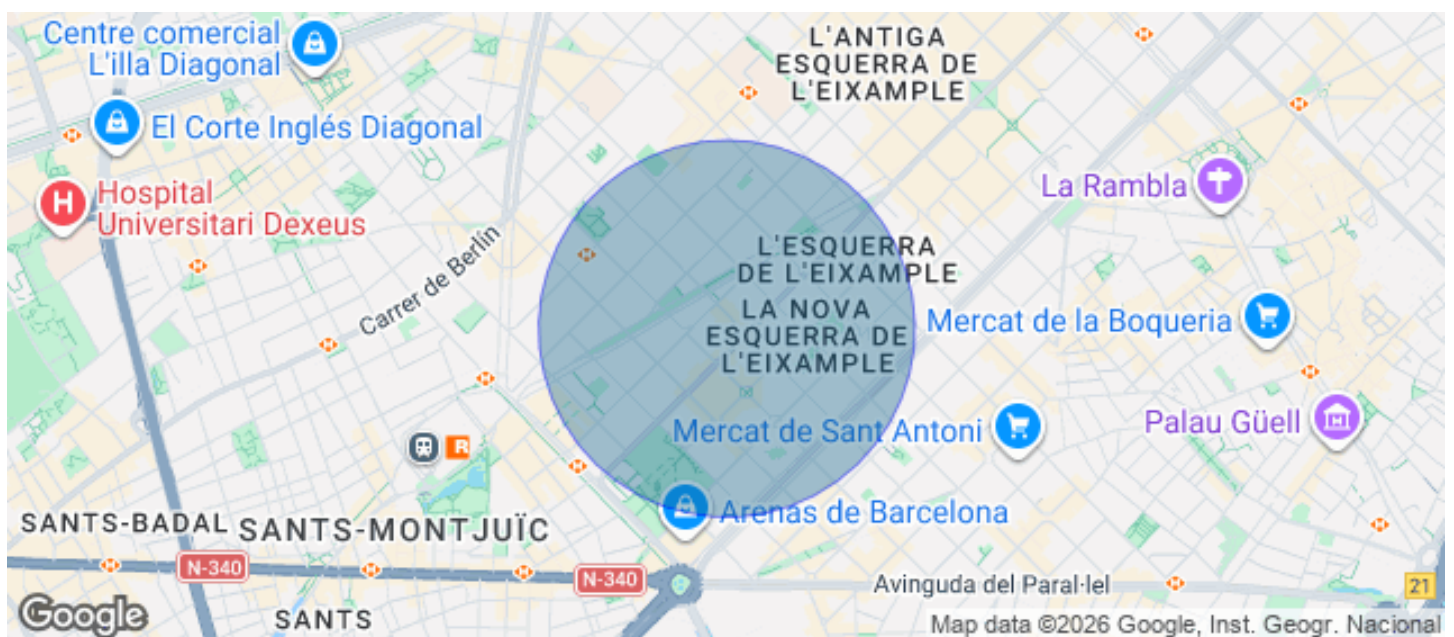 Centre comercial
L'illa Diagonal
L'ANTIGA
ESQUERRA DE
L'EIXAMPLE
El Corte Inglés Diagonal
H
Hospital
Universitari Dexeus
La Rambla
Carrer de Berlín
L'ESQUERRA
DE L'EIXAMPLE
LA NOVA
ESQUERRA DE
L'EIXAMPLE
Mercat de la Boqueria
Mercat de Sant Antoni
Palau Güell
R
Arenas de Barcelona
SANTS-BADAL
SANTS-MONTJUÏC
N-340
N-340
Avinguda del Paral·lel
21
Google
SANTS
Map data ©2026 Google, Inst. Geogr. Nacional